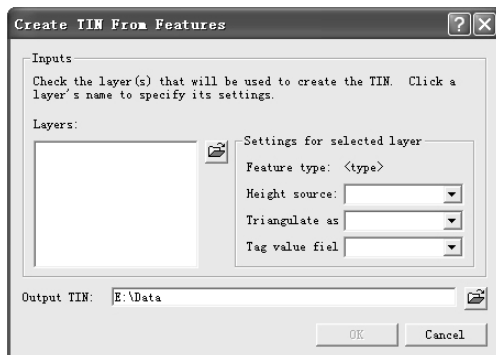 Create TIN From Features
Inputs
Check the layer(s) that will be used to create the TIN. Click a
layer's name to specify its settings.
Layers:
Settings for selected layer
Feature type: <type>
Height source:
Triangulate as
Tag value fiel
Output TIN: E:\Data
OK Cancel